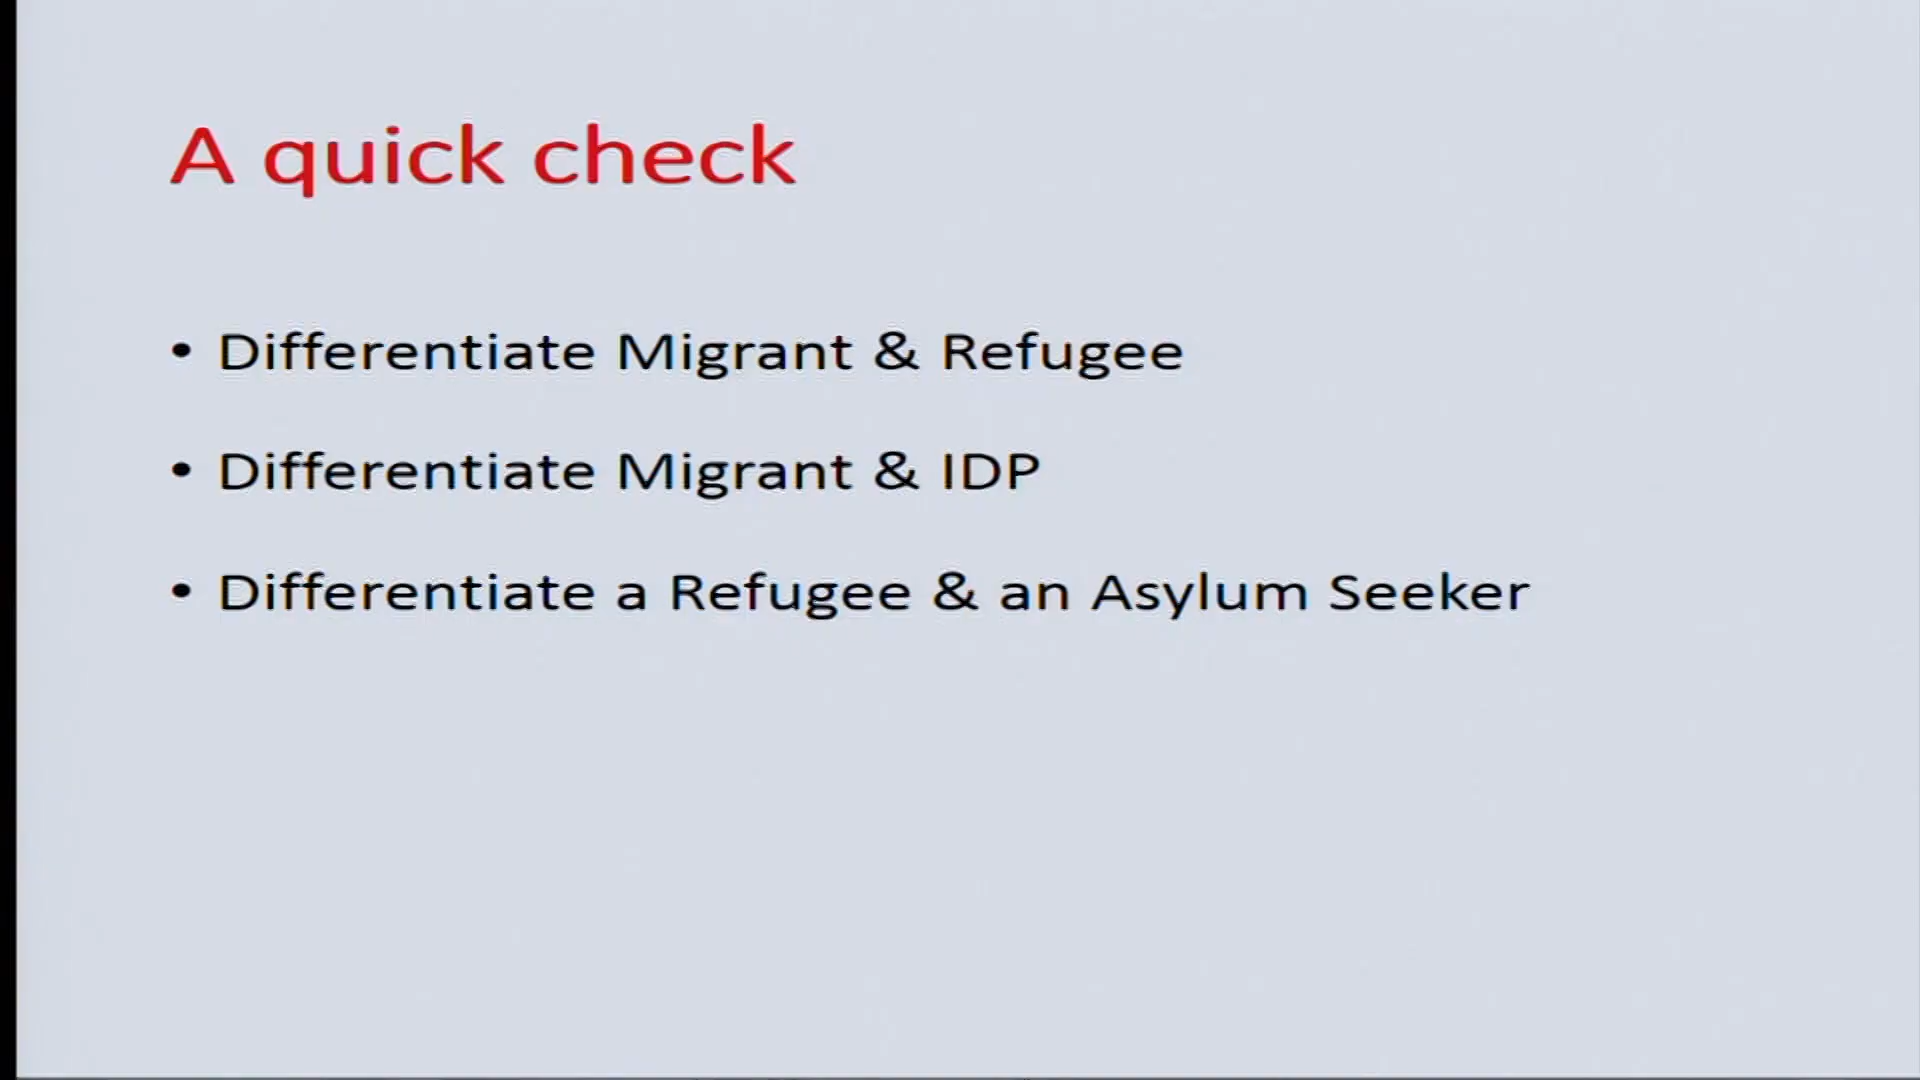 A quick check
• Differentiate Migrant & Refugee
• Differentiate Migrant & IDP
• Differentiate a Refugee & an Asylum Seeker